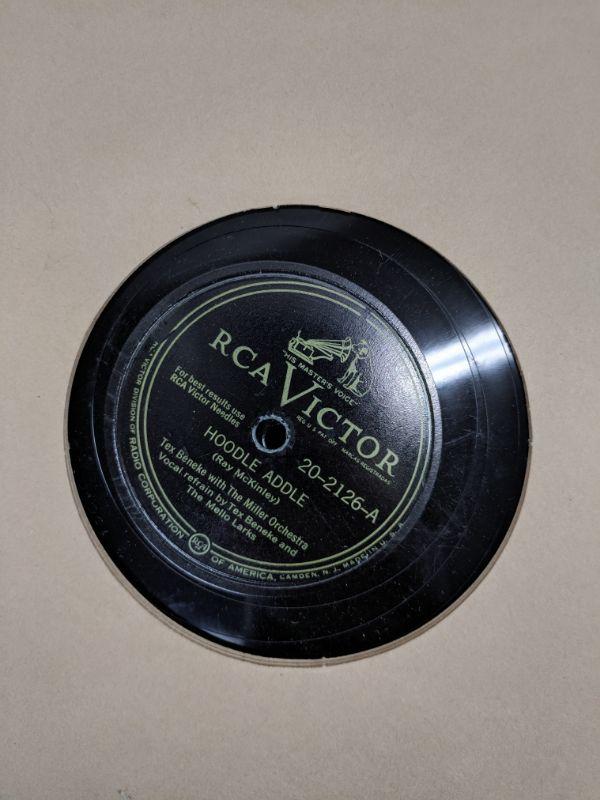 "HIS MASTER'S VOICE"
RCA VICTOR
REG. U.S. PAT. OFF. MARCAS REGISTRADAS
For best results use
RCA Victor Needles
20-2126-A
HOODLE ADDLE
(Ray McKinley)
Tex Beneke with The Miller Orchestra
Vocal refrain by Tex Beneke and
The Mello Larks
RCA VICTOR DIVISION OF RADIO CORPORATION OF AMERICA, CAMDEN, N. J. MADE IN U. S. A.
RCA